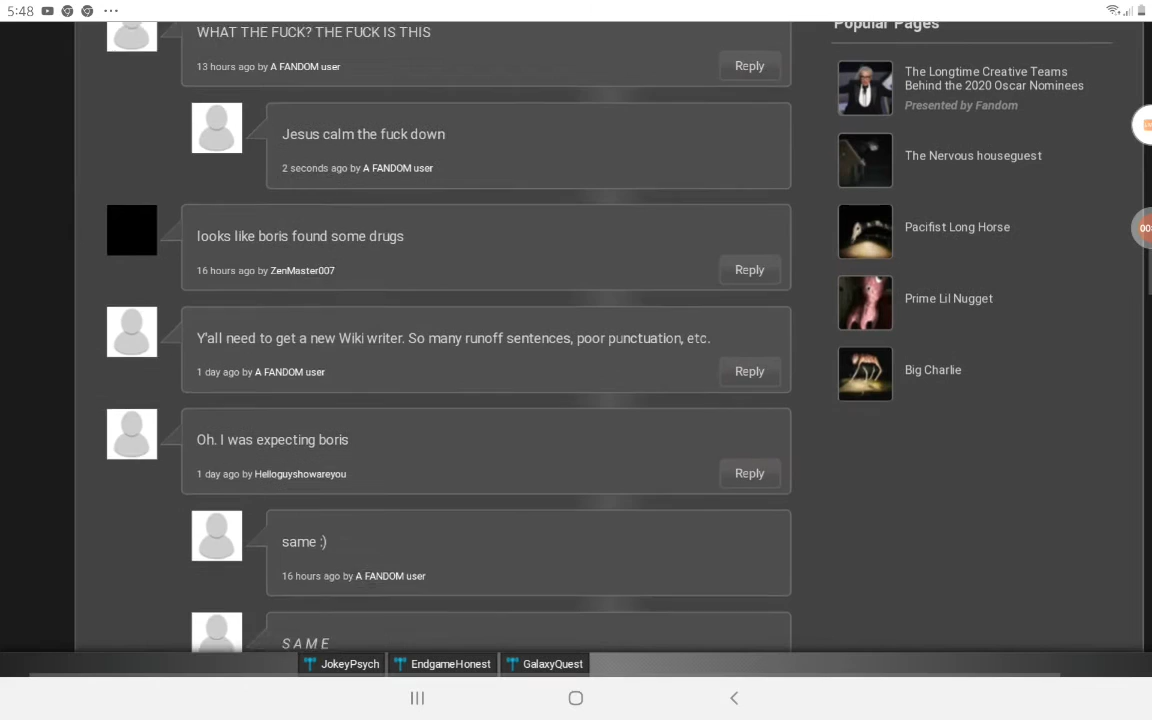 5:48
Popular Pages
WHAT THE FUCK? THE FUCK IS THIS
13 hours ago by A FANDOM user
Reply
Jesus calm the fuck down
2 seconds ago by A FANDOM user
looks like boris found some drugs
16 hours ago by ZenMaster007
Reply
Y'all need to get a new Wiki writer. So many runoff sentences, poor punctuation, etc.
1 day ago by A FANDOM user
Reply
Oh. I was expecting boris
1 day ago by Helloguyshowareyou
Reply
same :)
16 hours ago by A FANDOM user
S A M E
The Longtime Creative Teams
Behind the 2020 Oscar Nominees
Presented by Fandom
The Nervous houseguest
Pacifist Long Horse
Prime Lil Nugget
Big Charlie
JokeyPsych
EndgameHonest
GalaxyQuest